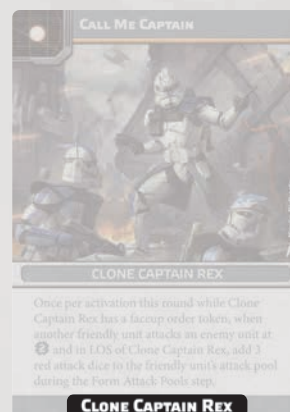 CALL ME CAPTAIN
CLONE CAPTAIN REX
Once per activation this round while Clone
Captain Rex has a faceup order token, when
another friendly unit attacks an enemy unit at
and in LOS of Clone Captain Rex, add 3
red attack dice to the friendly unit's attack pool
during the Form Attack Pools step.
CLONE CAPTAIN REX